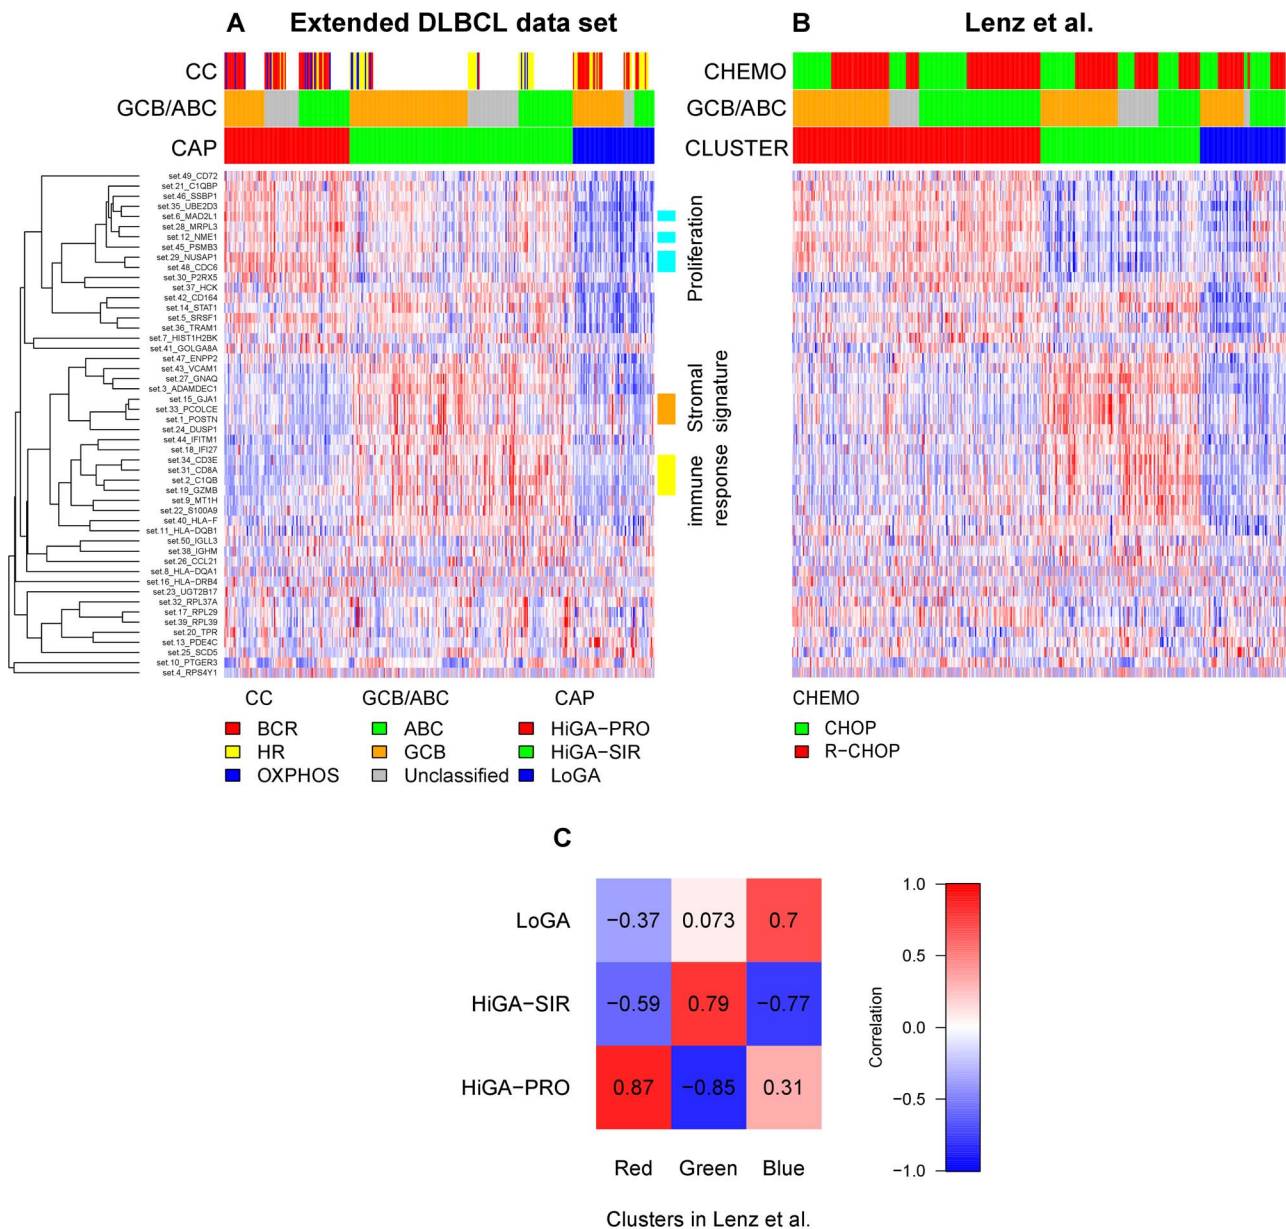 A Extended DLBCL data set
B Lenz et al.
CC
GCB/ABC
CAP
CHEMO
GCB/ABC
CLUSTER
set.49_CD72
set.21_C1QBP
set.46_SSBP1
set.35_UBE2D3
set.6_MAD2L1
set.28_MRPL3
set.12_NME1
set.45_PSMB3
set.29_NUSAP1
set.48_CDC6
set.30_P2RX5
set.37_HCK
set.42_CD164
set.14_STAT1
set.5_SRSF1
set.36_TRAM1
set.7_HIST1H2BK
set.41_GOLGA8A
set.47_ENPP2
set.43_VCAM1
set.27_GNAQ
set.3_ADAMDEC1
set.15_GJA1
set.33_PCOLCE
set.1_POSTN
set.24_DUSP1
set.44_IFITM1
set.18_IFI27
set.34_CD3E
set.31_CD8A
set.2_C1QB
set.19_GZMB
set.9_MT1H
set.22_S100A9
set.40_HLA−F
set.11_HLA−DQB1
set.50_IGLL3
set.38_IGHM
set.26_CCL21
set.8_HLA−DQA1
set.16_HLA−DRB4
set.23_UGT2B17
set.32_RPL37A
set.17_RPL29
set.39_RPL39
set.20_TPR
set.13_PDE4C
set.25_SCD5
set.10_PTGER3
set.4_RPS4Y1
Proliferation
Stromal
signature
immune
response
CC GCB/ABC CAP
BCR ABC HiGA−PRO
HR GCB HiGA−SIR
OXPHOS Unclassified LoGA
CHEMO
CHOP
R−CHOP
C
LoGA −0.37 0.073 0.7
HiGA−SIR −0.59 0.79 −0.77
HiGA−PRO 0.87 −0.85 0.31
Red Green Blue
Clusters in Lenz et al.
Correlation
1.0
0.5
0.0
−0.5
−1.0